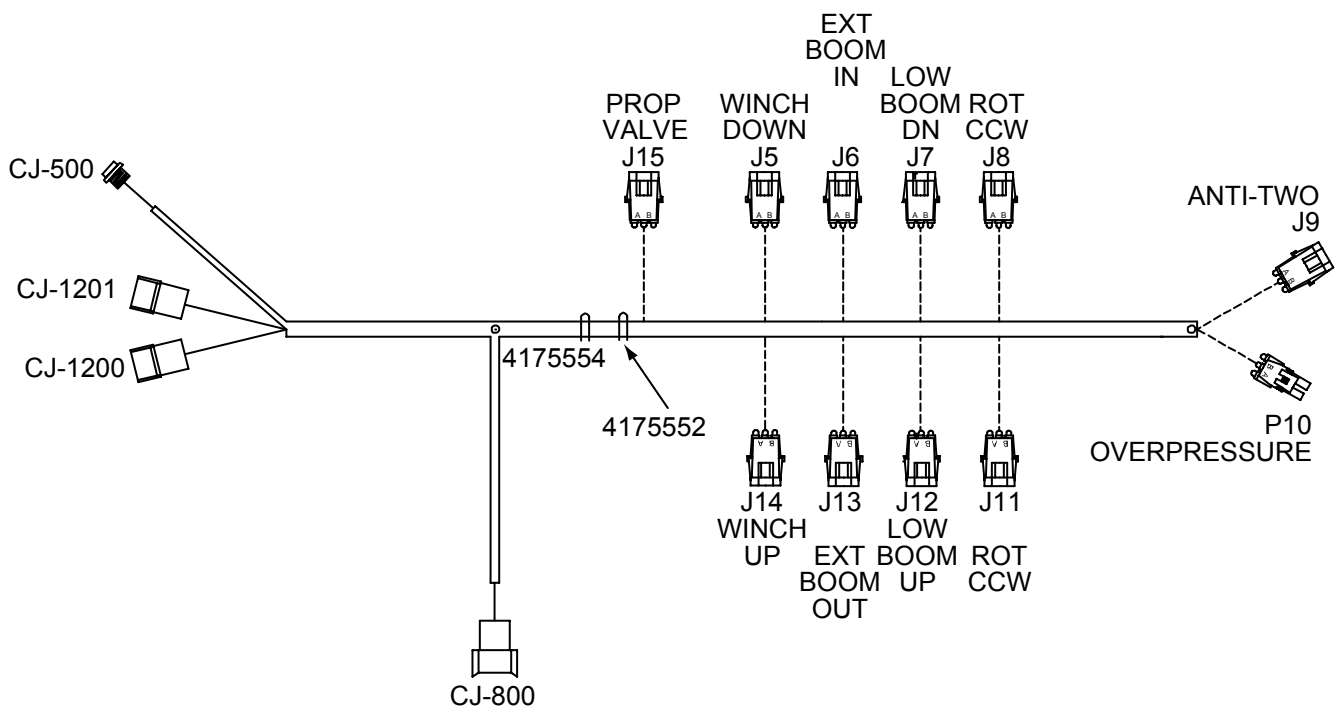 EXT
BOOM
IN
LOW
BOOM
DN
PROP
VALVE
J15
WINCH
DOWN
J5
J6
J7
ROT
CCW
J8
CJ-500
ANTI-TWO
J9
CJ-1201
CJ-1200
4175554
4175552
P10
OVERPRESSURE
J14
WINCH
UP
J13
EXT
BOOM
OUT
J12
LOW
BOOM
UP
J11
ROT
CCW
CJ-800
A B
A B
A B
A B
A B
A B
B A
A B
A B
A B
A B